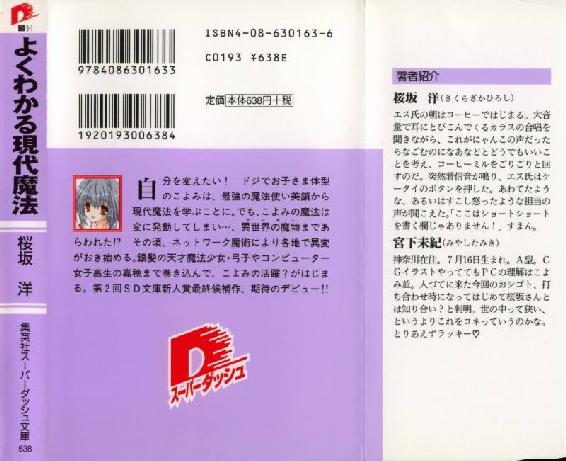 よくわかる現代魔法
桜坂 洋
集英社スーパーダッシュ文庫
638
ISBN4-08-630163-6
C0193 ¥638E
9784086301633
定価 本体638円+税
1920193006384
自分を変えたい! ドジでお子さま体型
のこよみは、最強の魔法使い美鎖から
現代魔法を学ぶことに。でも、こよみの魔法は
変に発動してしまい…、異世界の魔物まで
あらわれた!? その頃、ネットワーク魔術により各地で異変
がおき始める。銀髪の天才魔法少女・弓子やコンピューター
女子高生の嘉穂まで巻き込んで、こよみの活躍?がはじま
る。第2回SD文庫新人賞最終候補作、期待のデビュー!!
スーパーダッシュ
著者紹介
桜坂 洋(さくらざかひろし)
エヌ氏の朝はコーヒーではじまる。大音
量で耳にとびこんでくるカラスの合唱を
聞きながら、これがにゃんこの声だった
らなごむのになあなどとどうでもいいこ
とを考え、コーヒーミルをごりごりと回
すのだ。突然着信音が鳴り、エヌ氏はケ
ータイのボタンを押した。あわてたよう
な、あるいはすこし怒ったような担当の
声が聞こえた。「ここはショートショート
を書く欄じゃありません!」すまん。
宮下未紀(みやしたみき)
神奈川在住。7月16日生まれ。A型。C
Gイラストやってても PCの理解はこよ
み並。人づてに来た今回のおシゴト、打
ち合わせ時になってはじめて桜坂さんと
は知り合い?と判明。世の中って狭い、
というよりこれをコネっていうのかな。
とりあえずラッキー♡